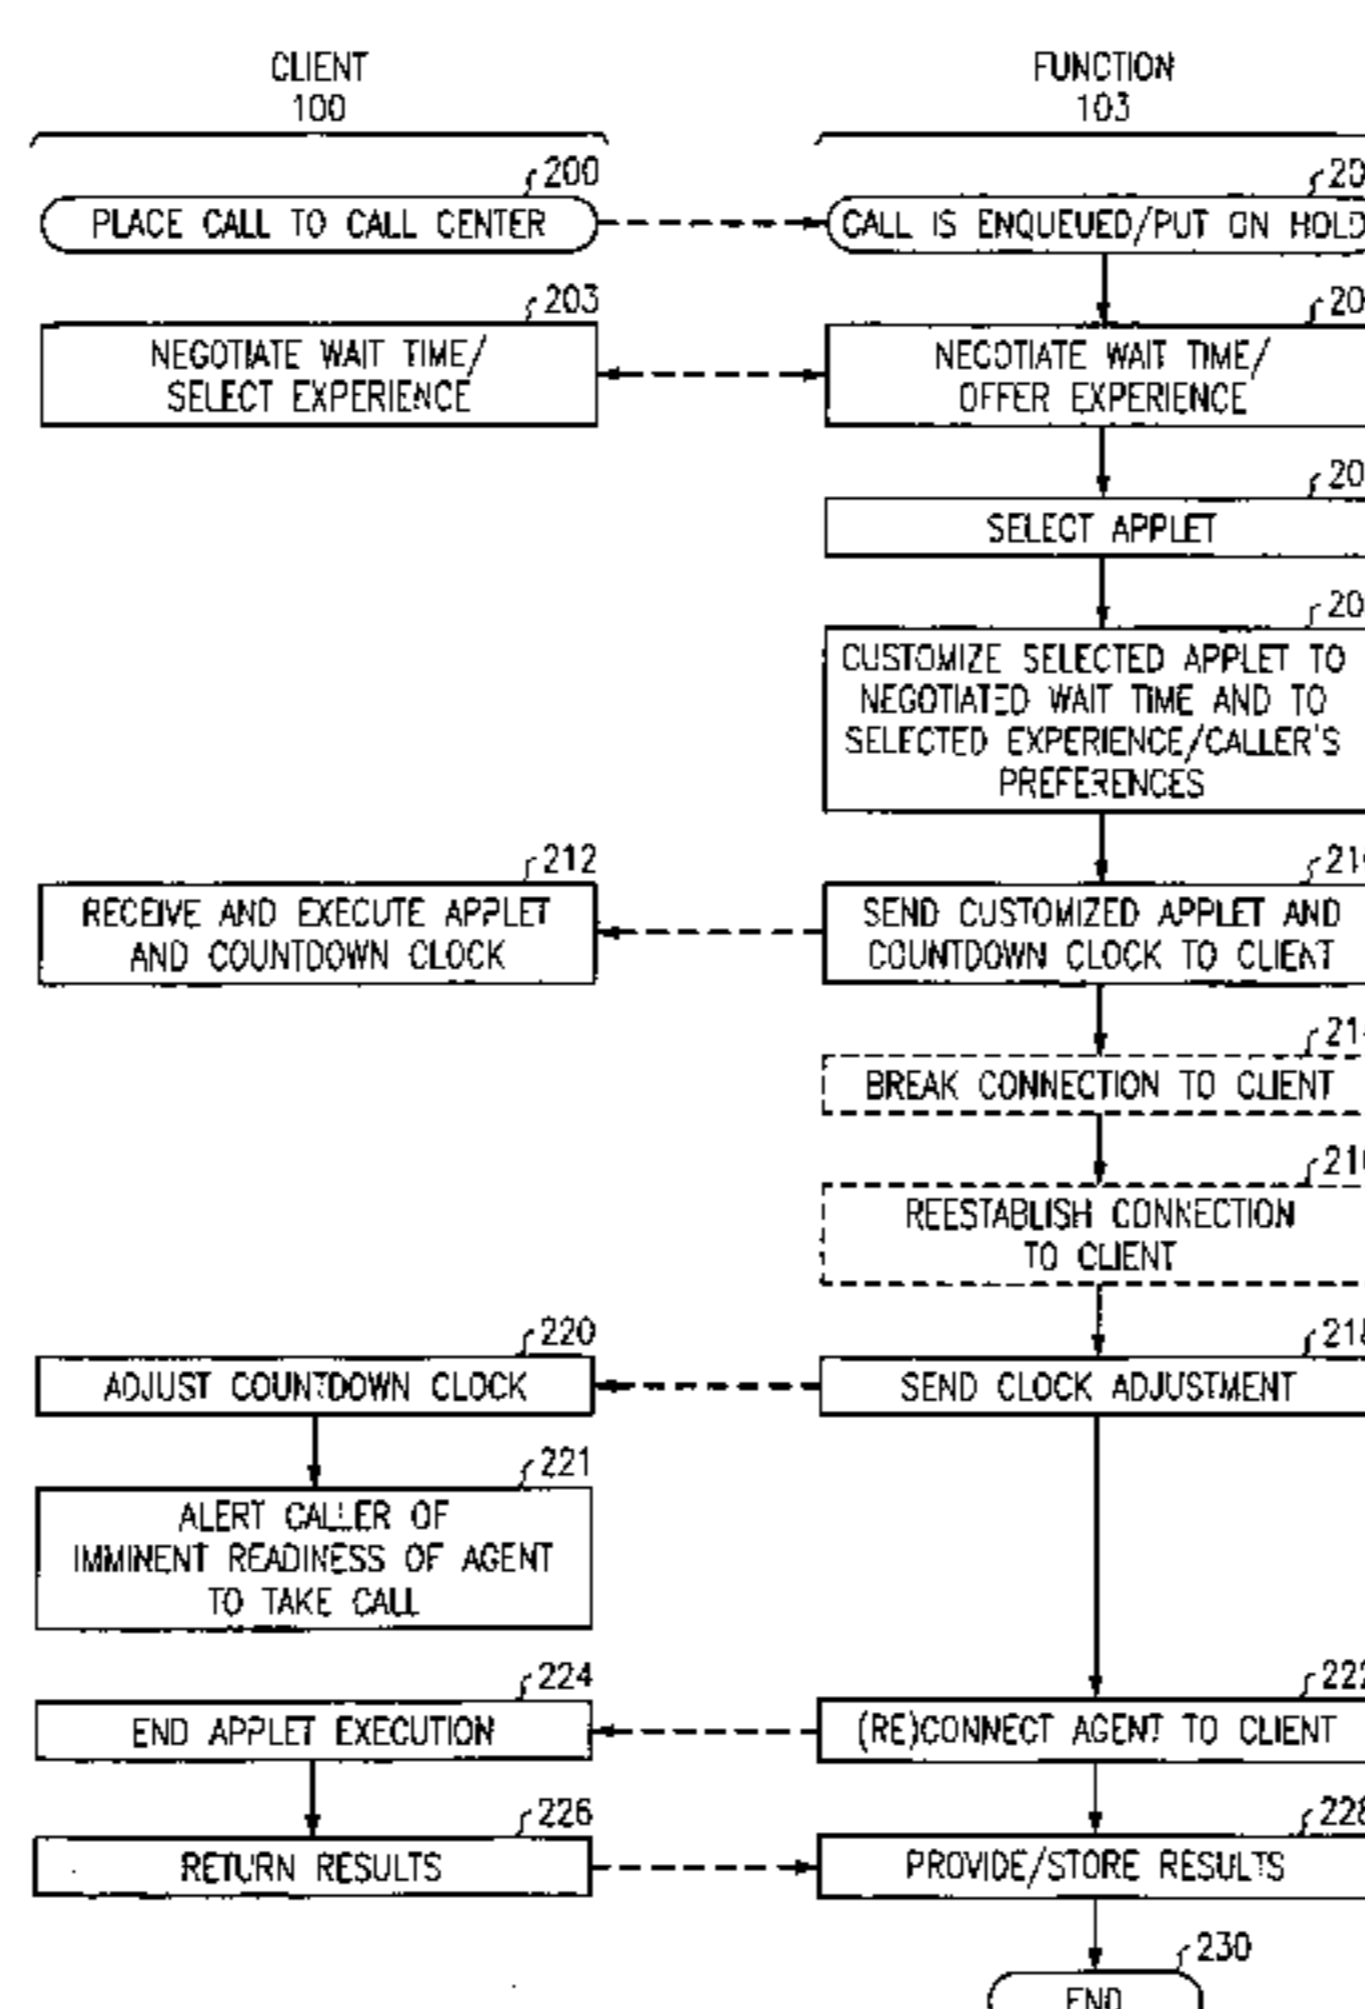 CLIENT
100
FUNCTION
103
200
PLACE CALL TO CALL CENTER
CALL IS ENQUEUED/PUT ON HOLD
203
NEGOTIATE WAIT TIME/
SELECT EXPERIENCE
NEGOTIATE WAIT TIME/
OFFER EXPERIENCE
SELECT APPLET
CUSTOMIZE SELECTED APPLET TO
NEGOTIATED WAIT TIME AND TO
SELECTED EXPERIENCE/CALLER'S
PREFERENCES
212
RECEIVE AND EXECUTE APPLET
AND COUNTDOWN CLOCK
SEND CUSTOMIZED APPLET AND
COUNTDOWN CLOCK TO CLIENT
BREAK CONNECTION TO CLIENT
REESTABLISH CONNECTION
TO CLIENT
220
ADJUST COUNTDOWN CLOCK
218
SEND CLOCK ADJUSTMENT
221
ALERT CALLER OF
IMMINENT READINESS OF AGENT
TO TAKE CALL
224
END APPLET EXECUTION
222
(RE)CONNECT AGENT TO CLIENT
226
RETURN RESULTS
228
PROVIDE/STORE RESULTS
230
END